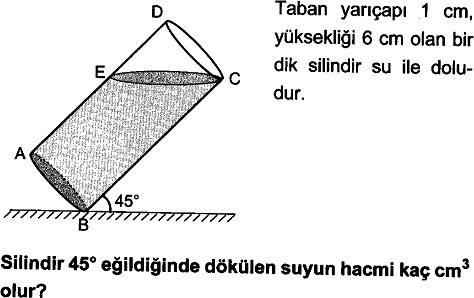 Taban yarıçapı 1 cm,
yüksekliği 6 cm olan bir
dik silindir su ile dolu-
dur.
D
E
C
A
45°
B
Silindir 45° eğildiğinde dökülen suyun hacmi kaç cm³
olur?